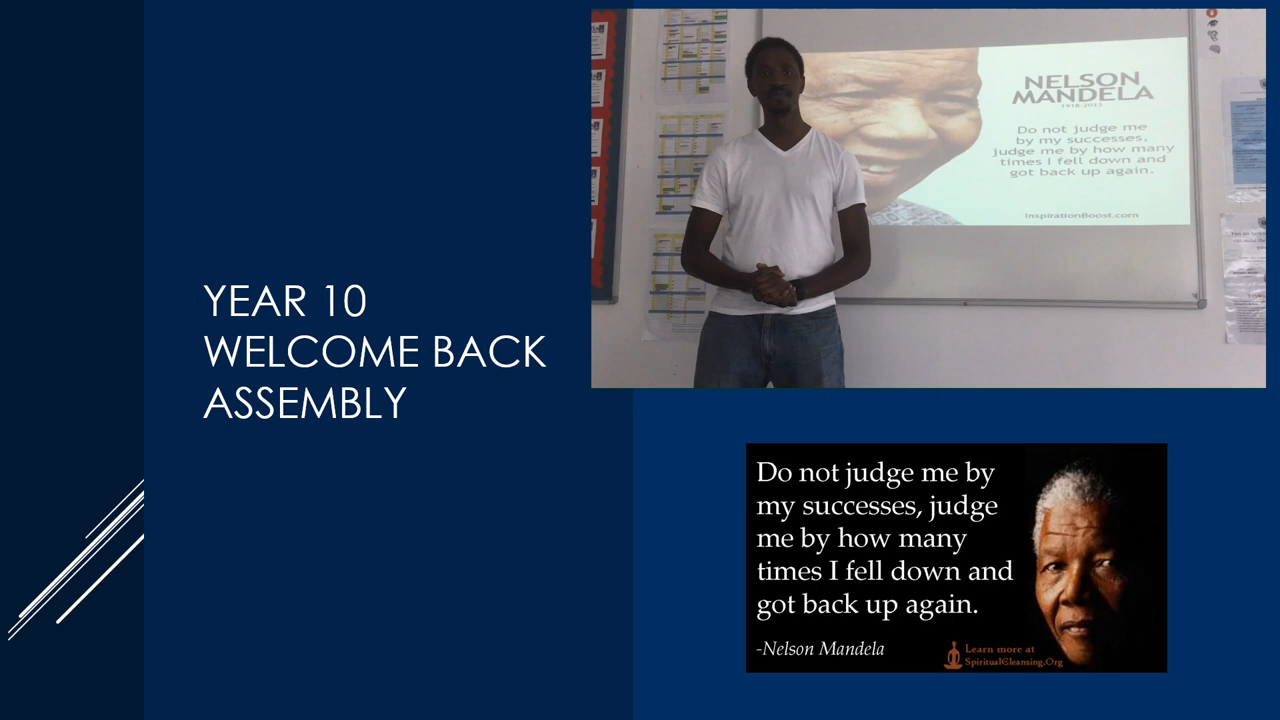 YEAR 10
WELCOME BACK
ASSEMBLY
NELSON
MANDELA
1918-2013
Do not judge me
by my successes,
judge me by how many
times I fell down and
got back up again.
InspirationBoost.com
Do not judge me by
my successes, judge
me by how many
times I fell down and
got back up again.
-Nelson Mandela
Learn more at
SpiritualCleansing.Org